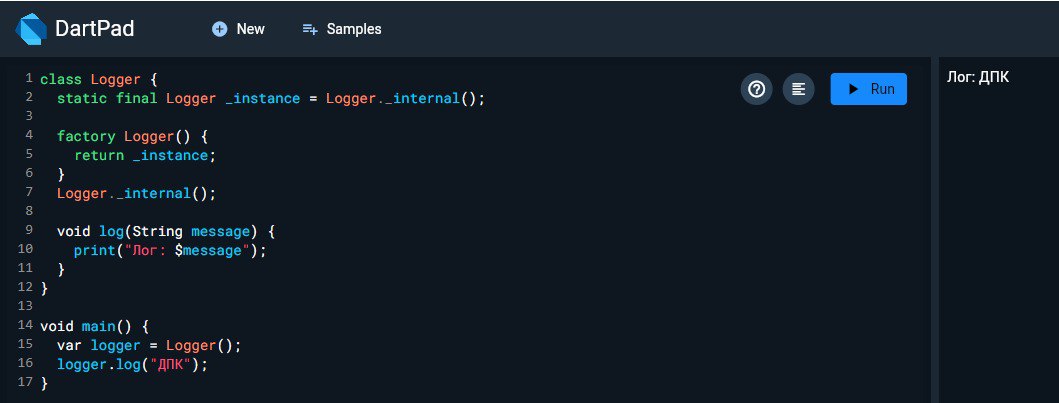 DartPad
New
Samples
1 class Logger {
2   static final Logger _instance = Logger._internal();
3
4   factory Logger() {
5     return _instance;
6   }
7   Logger._internal();
8
9   void log(String message) {
10     print("Лог: $message");
11   }
12 }
13
14 void main() {
15   var logger = Logger();
16   logger.log("ДПК");
17 }
Run
Лог: ДПК